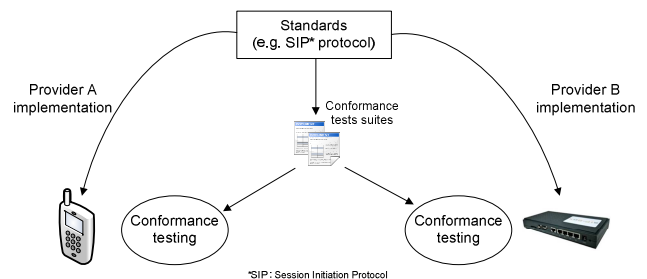 Standards
(e.g. SIP* protocol)
Provider A
implementation
Provider B
implementation
Conformance
tests suites
Conformance
testing
Conformance
testing
*SIP: Session Initiation Protocol